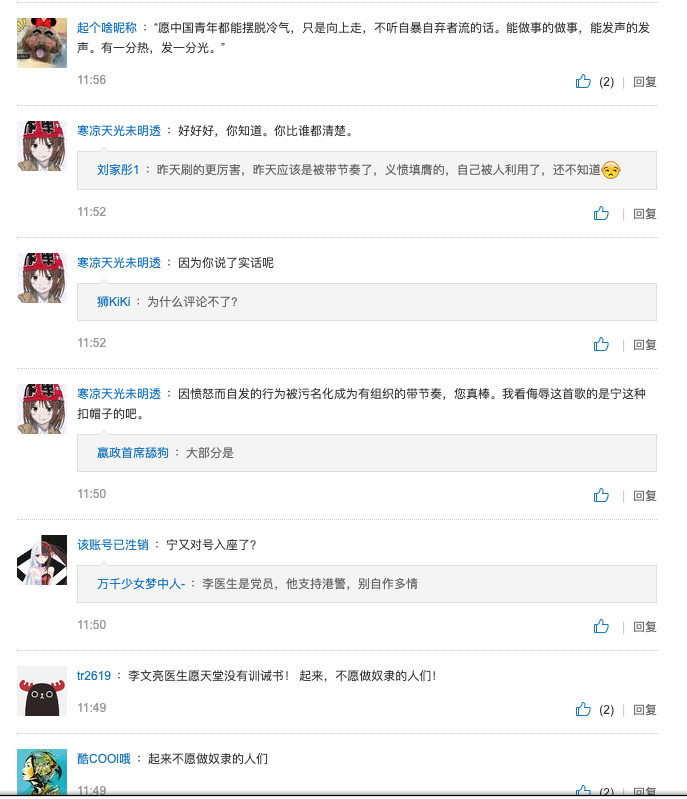 起个啥昵称 ：“愿中国青年都能摆脱冷气，只是向上走，不听自暴自弃者流的话。能做事的做事，能发声的发
声。有一分热，发一分光。”
11:56
(2) | 回复
寒凉天光未明透 ： 好好好，你知道。你比谁都清楚。
刘家彤1 ： 昨天刷的更厉害，昨天应该是被带节奏了，义愤填膺的，自己被人利用了，还不知道
11:52
| 回复
寒凉天光未明透 ： 因为你说了实话呢
狮KiKi ： 为什么评论不了?
11:52
| 回复
寒凉天光未明透 ： 因愤怒而自发的行为被污名化成为有组织的带节奏，您真棒。我看侮辱这首歌的是宁这种
扣帽子的吧。
嬴政首席舔狗 ： 大部分是
11:50
| 回复
该账号已泩销 ： 宁又对号入座了?
万千少女梦中人- ： 李医生是党员，他支持港警，别自作多情
11:50
| 回复
tr2619 ： 李文亮医生愿天堂没有训诫书！ 起来，不愿做奴隶的人们！
11:49
(2) | 回复
酷COOl哦 ： 起来不愿做奴隶的人们
11:49
(2) | 回复